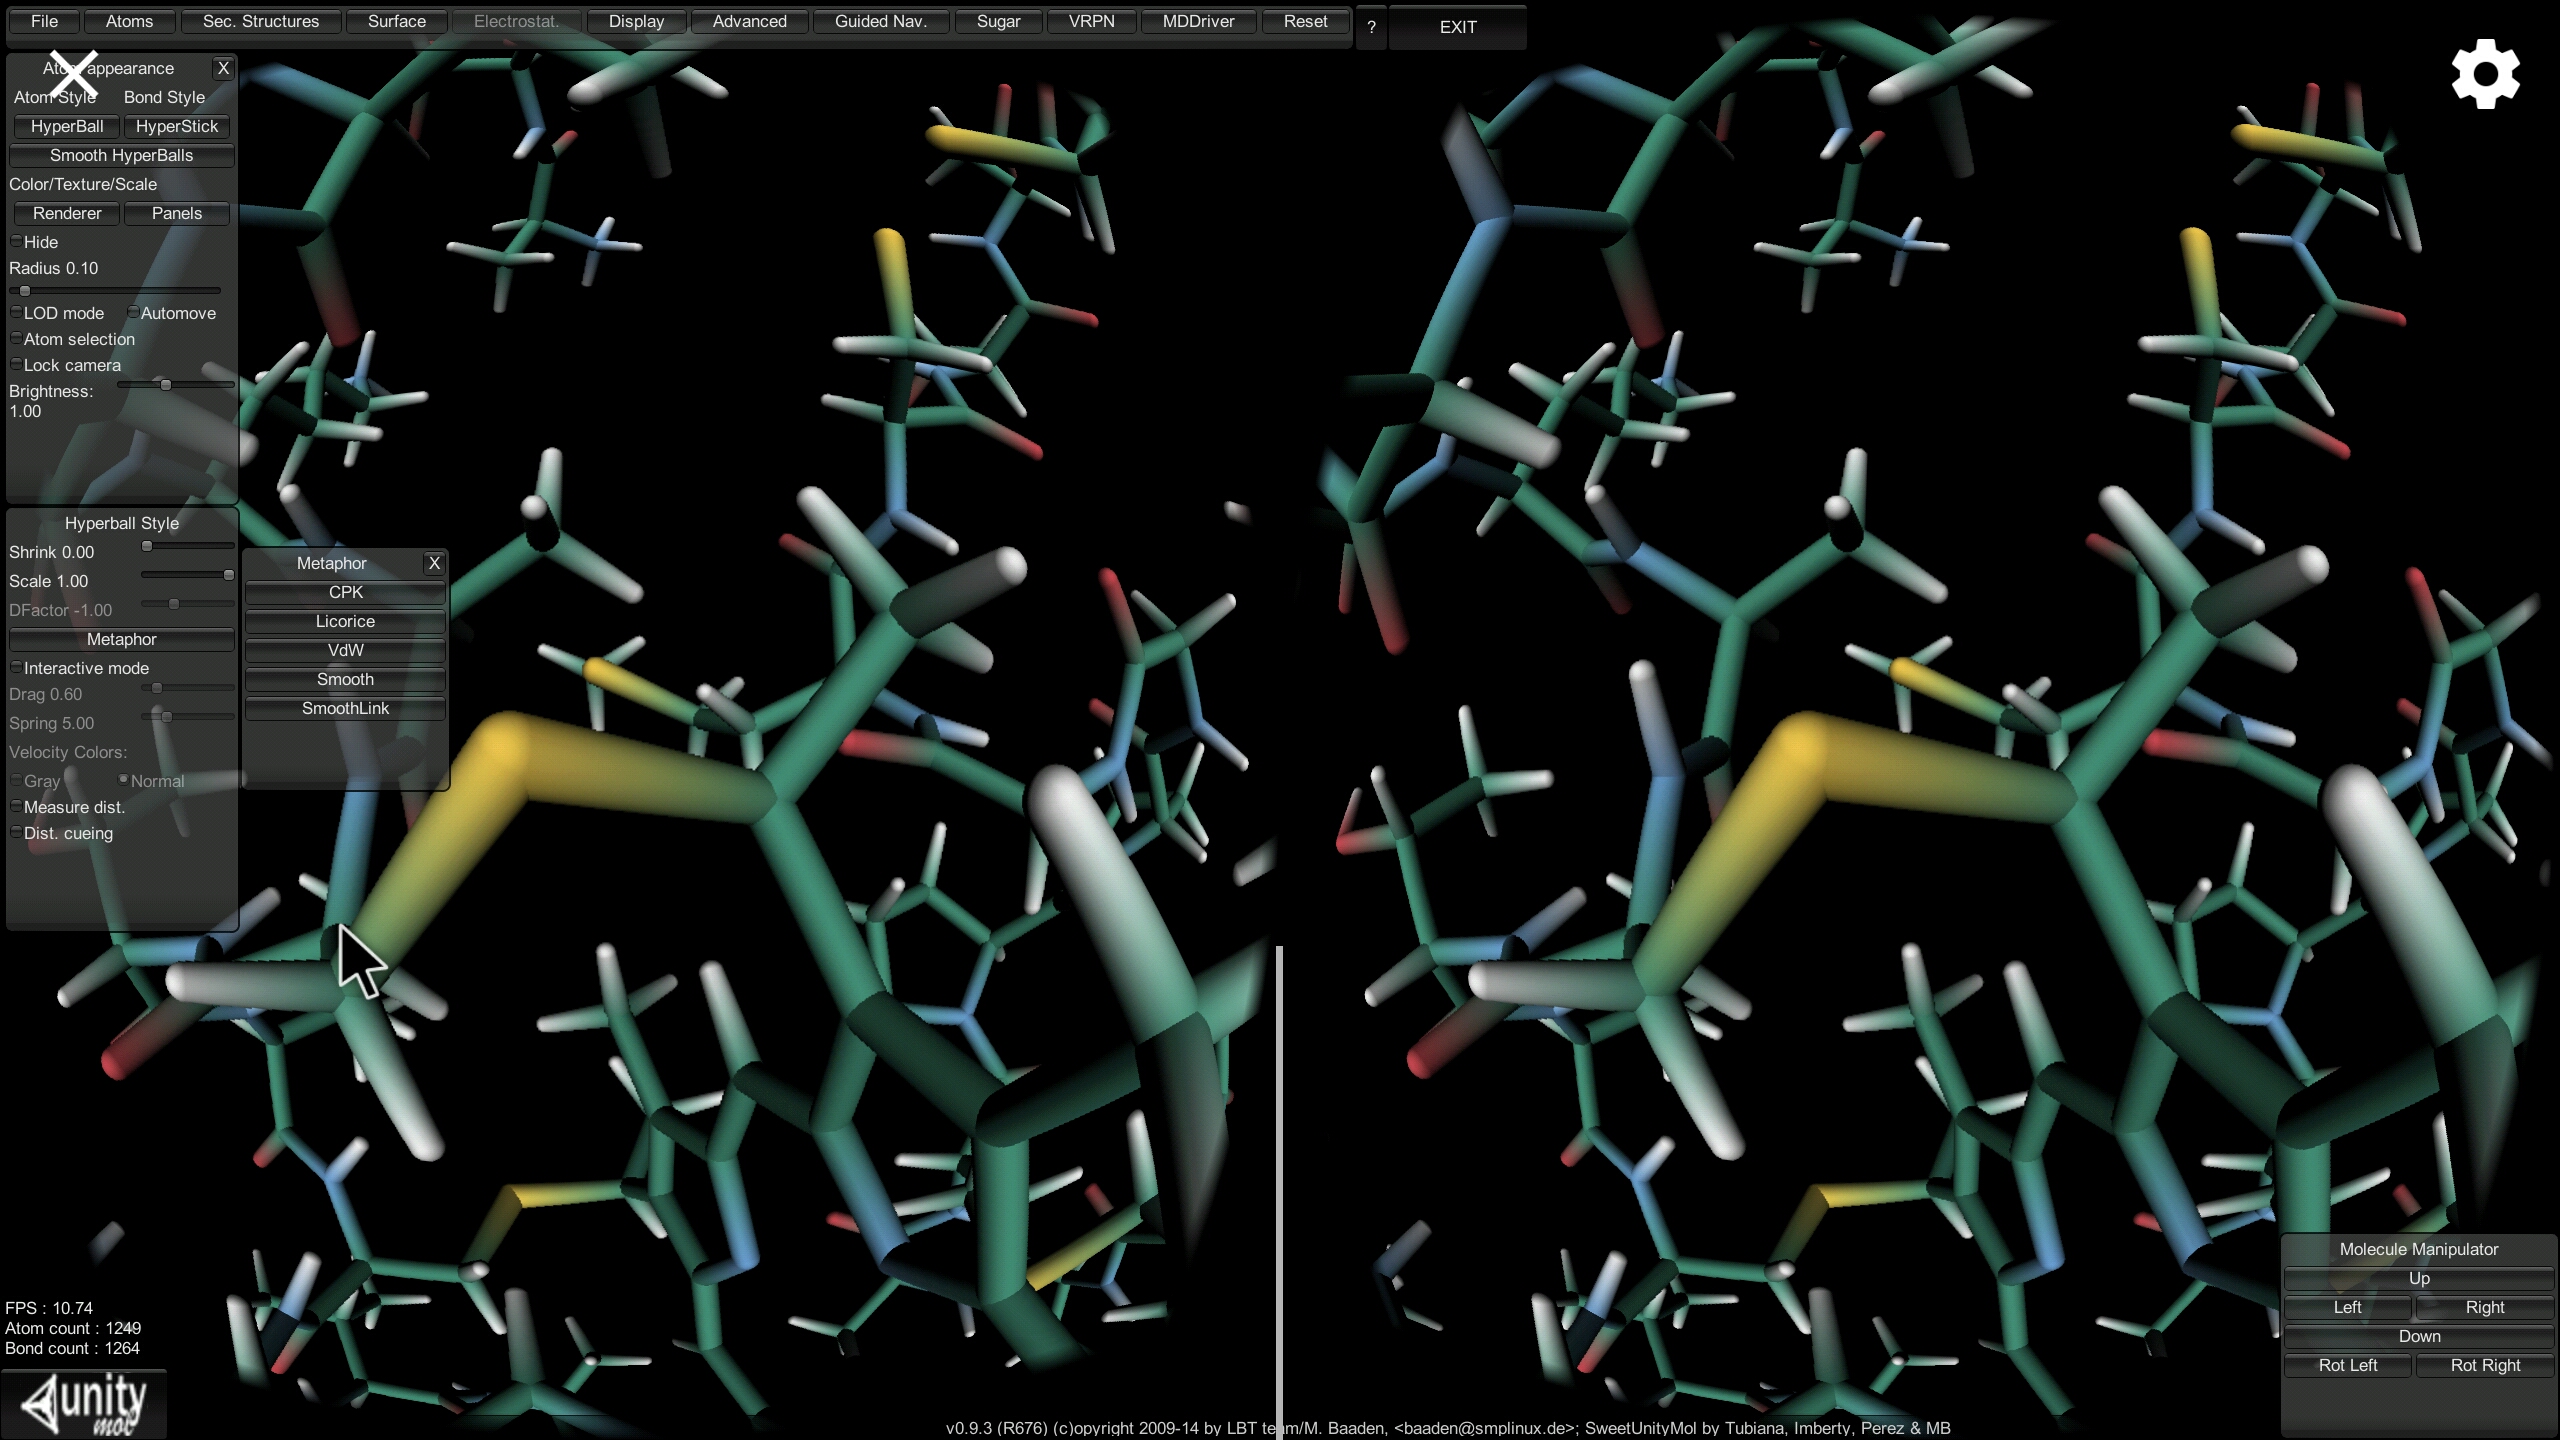 File Atoms Sec. Structures Surface Electrostat. Display Advanced Guided Nav. Sugar VRPN MDDriver Reset ? EXIT
Atom appearance X
Atom Style Bond Style
HyperBall HyperStick
Smooth HyperBalls
Color/Texture/Scale
Renderer Panels
Hide
Radius 0.10
LOD mode Automove
Atom selection
Lock camera
Brightness:
1.00
Hyperball Style
Shrink 0.00
Scale 1.00
DFactor -1.00
Metaphor
Interactive mode
Drag 0.60
Spring 5.00
Velocity Colors:
Gray Normal
Measure dist.
Dist. cueing
Metaphor X
CPK
Licorice
VdW
Smooth
SmoothLink
FPS : 10.74
Atom count : 1249
Bond count : 1264
unity
mol
Molecule Manipulator
Up
Left Right
Down
Rot Left Rot Right
v0.9.3 (R676) (c)opyright 2009-14 by LBT team/M. Baaden, <baaden@smplinux.de>; SweetUnityMol by Tubiana, Imberty, Perez & MB